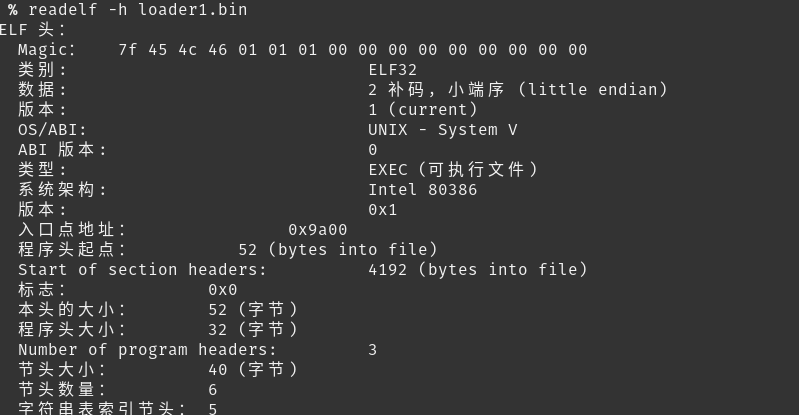 % readelf -h loader1.bin
ELF 头：
Magic：   7f 45 4c 46 01 01 01 00 00 00 00 00 00 00 00 00
类别:                              ELF32
数据:                              2 补码，小端序 (little endian)
版本:                              1 (current)
OS/ABI:                            UNIX - System V
ABI 版本:                          0
类型:                              EXEC (可执行文件)
系统架构:                          Intel 80386
版本:                              0x1
入口点地址：               0x9a00
程序头起点：          52 (bytes into file)
Start of section headers:          4192 (bytes into file)
标志：             0x0
本头的大小：       52 (字节)
程序头大小：       32 (字节)
Number of program headers:         3
节头大小：         40 (字节)
节头数量：         6
字符串表索引节头： 5